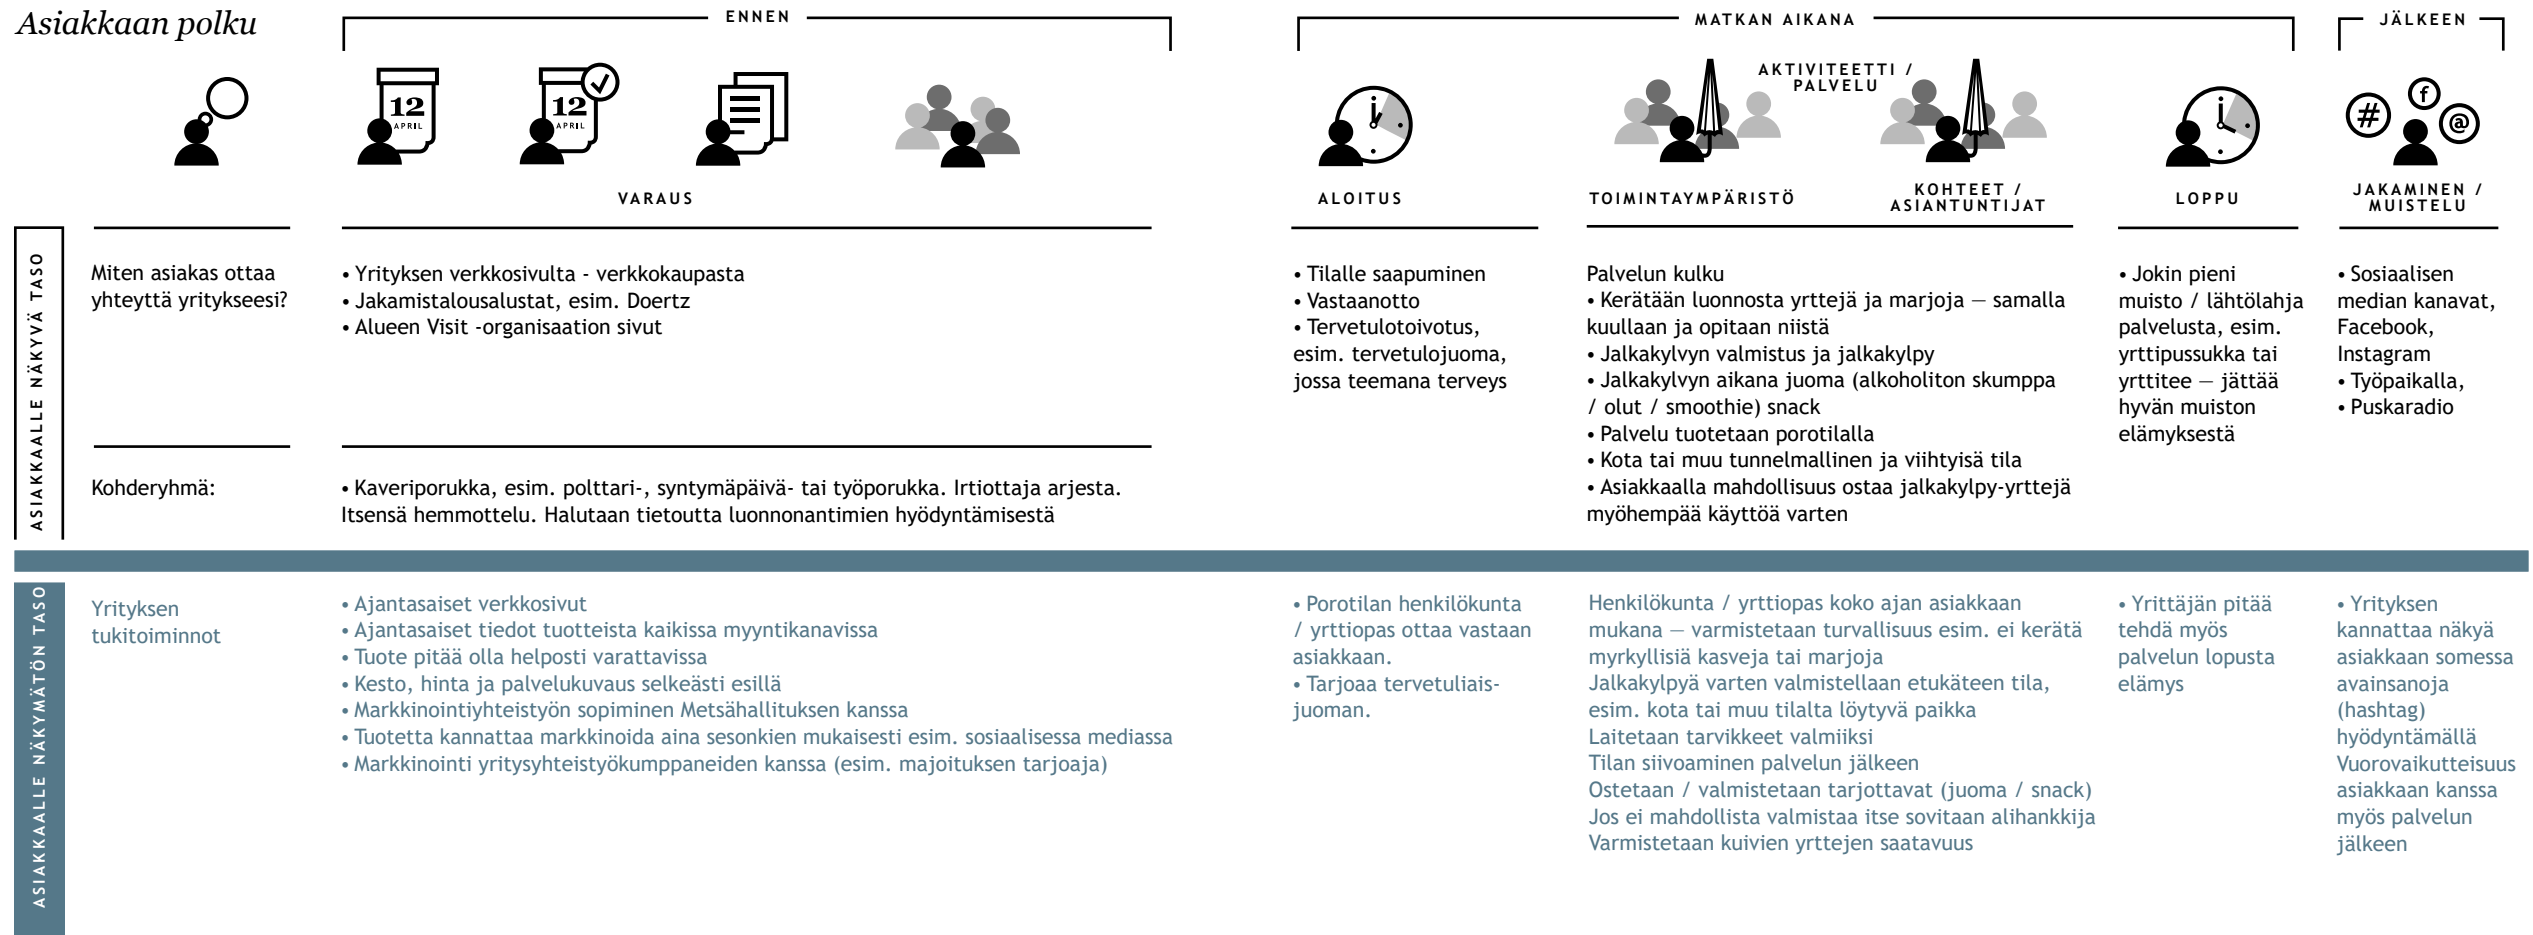 Asiakkaan polku
ENNEN
MATKAN AIKANA
JÄLKEEN
12
APRIL
12
APRIL
AKTIVITEETTI /
PALVELU
#
f
@
VARAUS
ALOITUS
TOIMINTAYMPÄRISTÖ
KOHTEET /
ASIANTUNTIJAT
LOPPU
JAKAMINEN /
MUISTELU
ASIAKKAALLE NÄKYVÄ TASO
Miten asiakas ottaa
yhteyttä yritykseesi?
• Yrityksen verkkosivulta - verkkokaupasta
• Jakamistalousalustat, esim. Doertz
• Alueen Visit -organisaation sivut
Kohderyhmä:
• Kaveriporukka, esim. polttari-, syntymäpäivä- tai työporukka. Irtiottaja arjesta.
Itsensä hemmottelu. Halutaan tietoutta luonnonantimien hyödyntämisestä
• Tilalle saapuminen
• Vastaanotto
• Tervetulotoivotus,
esim. tervetulojuoma,
jossa teemana terveys
Palvelun kulku
• Kerätään luonnosta yrttejä ja marjoja – samalla
kuullaan ja opitaan niistä
• Jalkakylvyn valmistus ja jalkakylpy
• Jalkakylvyn aikana juoma (alkoholiton skumppa
/ olut / smoothie) snack
• Palvelu tuotetaan porotilalla
• Kota tai muu tunnelmallinen ja viihtyisä tila
• Asiakkaalla mahdollisuus ostaa jalkakylpy-yrttejä
myöhempää käyttöä varten
• Jokin pieni
muisto / lähtölahja
palvelusta, esim.
yrttipussukka tai
yrttitee – jättää
hyvän muiston
elämyksestä
• Sosiaalisen
median kanavat,
Facebook,
Instagram
• Työpaikalla,
• Puskaradio
ASIAKKAALLE NÄKYMÄTÖN TASO
Yrityksen
tukitoiminnot
• Ajantasaiset verkkosivut
• Ajantasaiset tiedot tuotteista kaikissa myyntikanavissa
• Tuote pitää olla helposti varattavissa
• Kesto, hinta ja palvelukuvaus selkeästi esillä
• Markkinointiyhteistyön sopiminen Metsähallituksen kanssa
• Tuotetta kannattaa markkinoida aina sesonkien mukaisesti esim. sosiaalisessa mediassa
• Markkinointi yritysyhteistyökumppaneiden kanssa (esim. majoituksen tarjoaja)
• Porotilan henkilökunta
/ yrttiopas ottaa vastaan
asiakkaan.
• Tarjoaa tervetuliais-
juoman.
Henkilökunta / yrttiopas koko ajan asiakkaan
mukana – varmistetaan turvallisuus esim. ei kerätä
myrkyllisiä kasveja tai marjoja
Jalkakylpyä varten valmistellaan etukäteen tila,
esim. kota tai muu tilalta löytyvä paikka
Laitetaan tarvikkeet valmiiksi
Tilan siivoaminen palvelun jälkeen
Ostetaan / valmistetaan tarjottavat (juoma / snack)
Jos ei mahdollista valmistaa itse sovitaan alihankkija
Varmistetaan kuivien yrttejen saatavuus
• Yrittäjän pitää
tehdä myös
palvelun lopusta
elämys
• Yrityksen
kannattaa näkyä
asiakkaan somessa
avainsanoja
(hashtag)
hyödyntämällä
Vuorovaikutteisuus
asiakkaan kanssa
myös palvelun
jälkeen